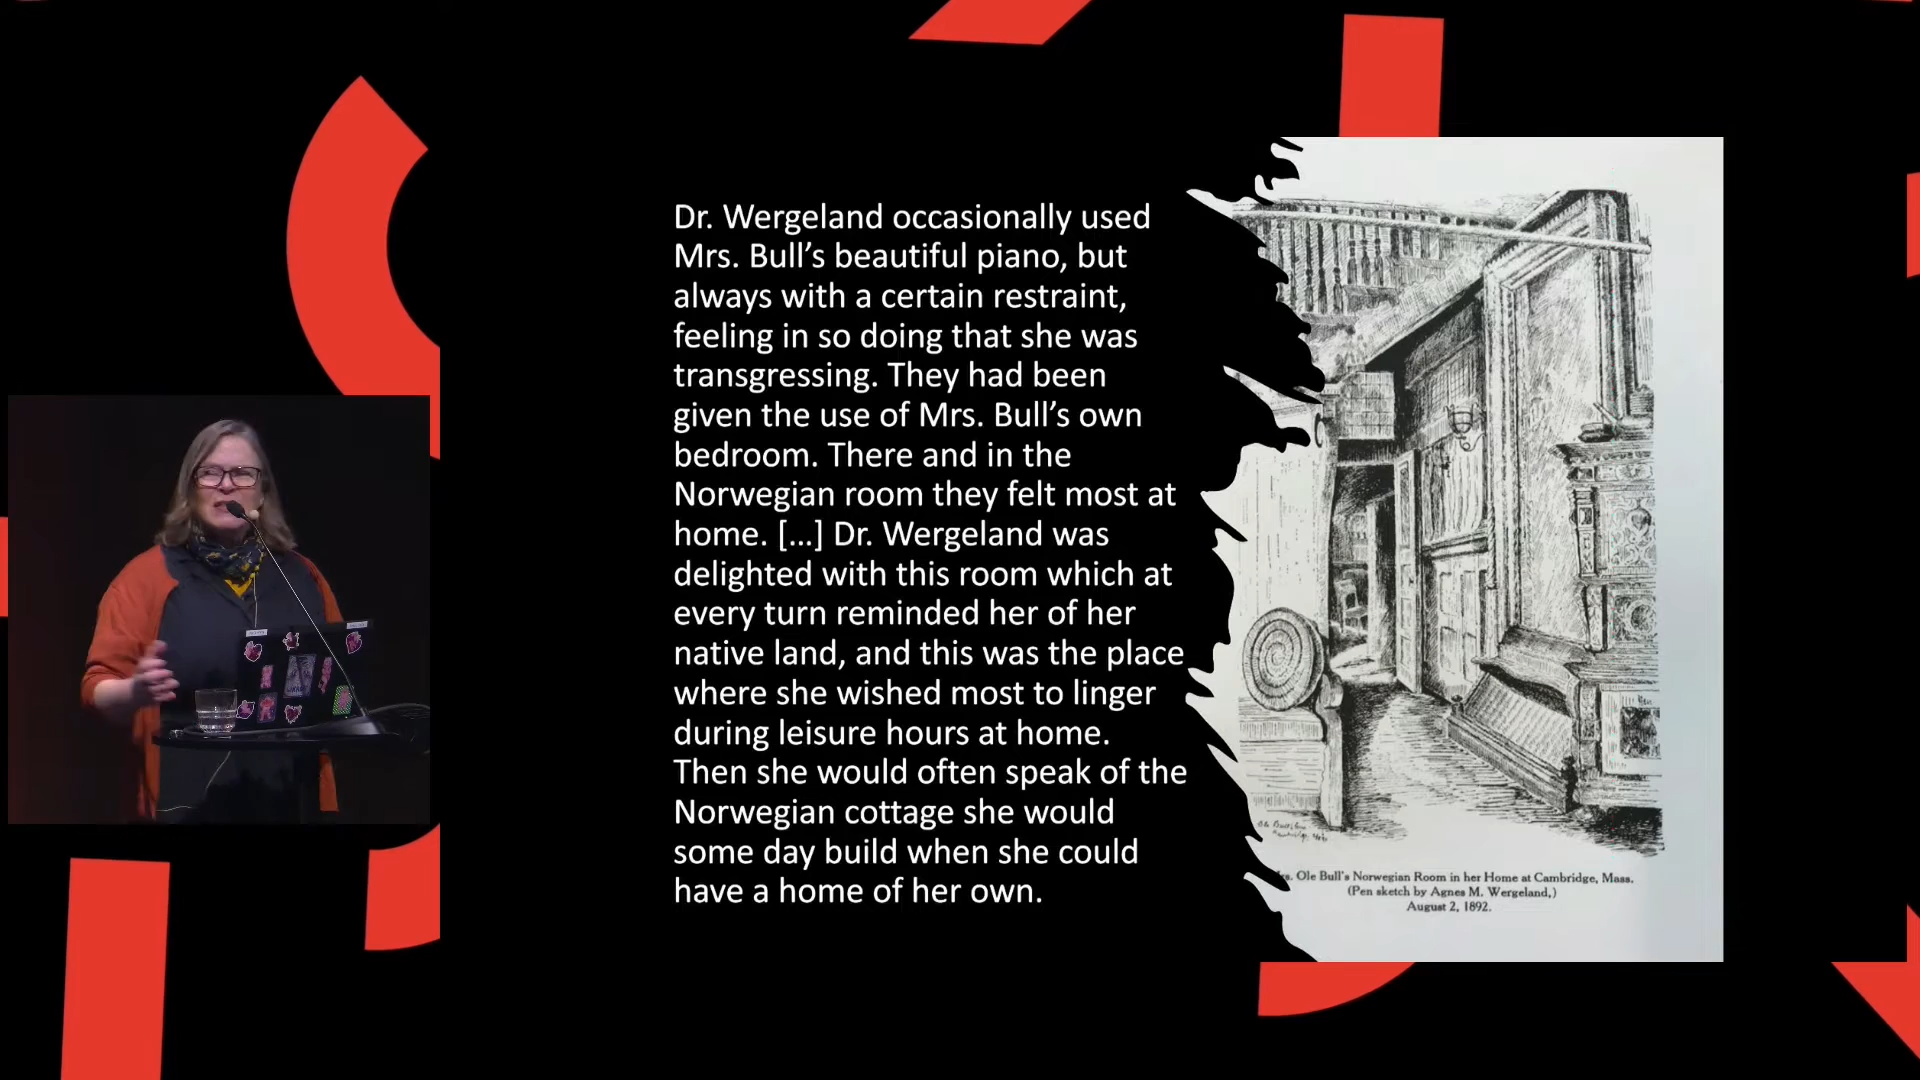 Dr. Wergeland occasionally used
Mrs. Bull’s beautiful piano, but
always with a certain restraint,
feeling in so doing that she was
transgressing. They had been
given the use of Mrs. Bull’s own
bedroom. There and in the
Norwegian room they felt most at
home. […] Dr. Wergeland was
delighted with this room which at
every turn reminded her of her
native land, and this was the place
where she wished most to linger
during leisure hours at home.
Then she would often speak of the
Norwegian cottage she would
some day build when she could
have a home of her own.
Ole Bull's Norwegian Room in her Home at Cambridge, Mass.
(Pen sketch by Agnes M. Wergeland,)
August 2, 1892.